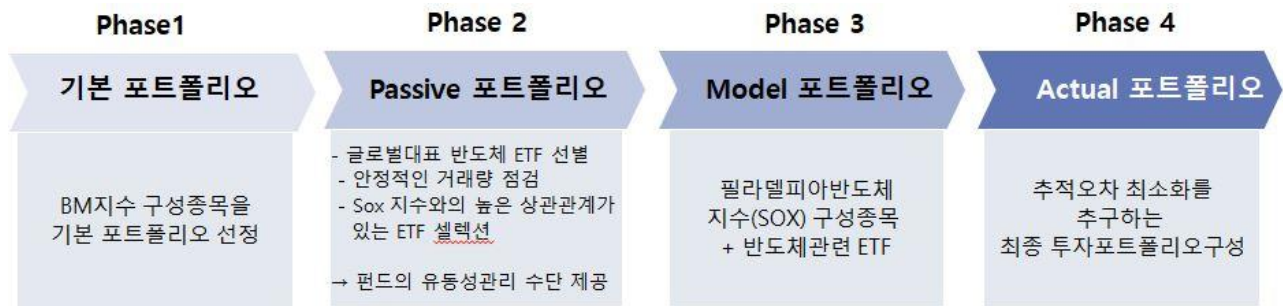 Phase1
기본 포트폴리오
BM지수 구성종목을
기본 포트폴리오 선정
Phase 2
Passive 포트폴리오
- 글로벌대표 반도체 ETF 선별
- 안정적인 거래량 점검
- Sox 지수와의 높은 상관관계가
있는 ETF 셀렉션
→ 펀드의 유동성관리 수단 제공
Phase 3
Model 포트폴리오
필라델피아반도체
지수(SOX) 구성종목
+ 반도체관련 ETF
Phase 4
Actual 포트폴리오
추적오차 최소화를
추구하는
최종 투자포트폴리오구성